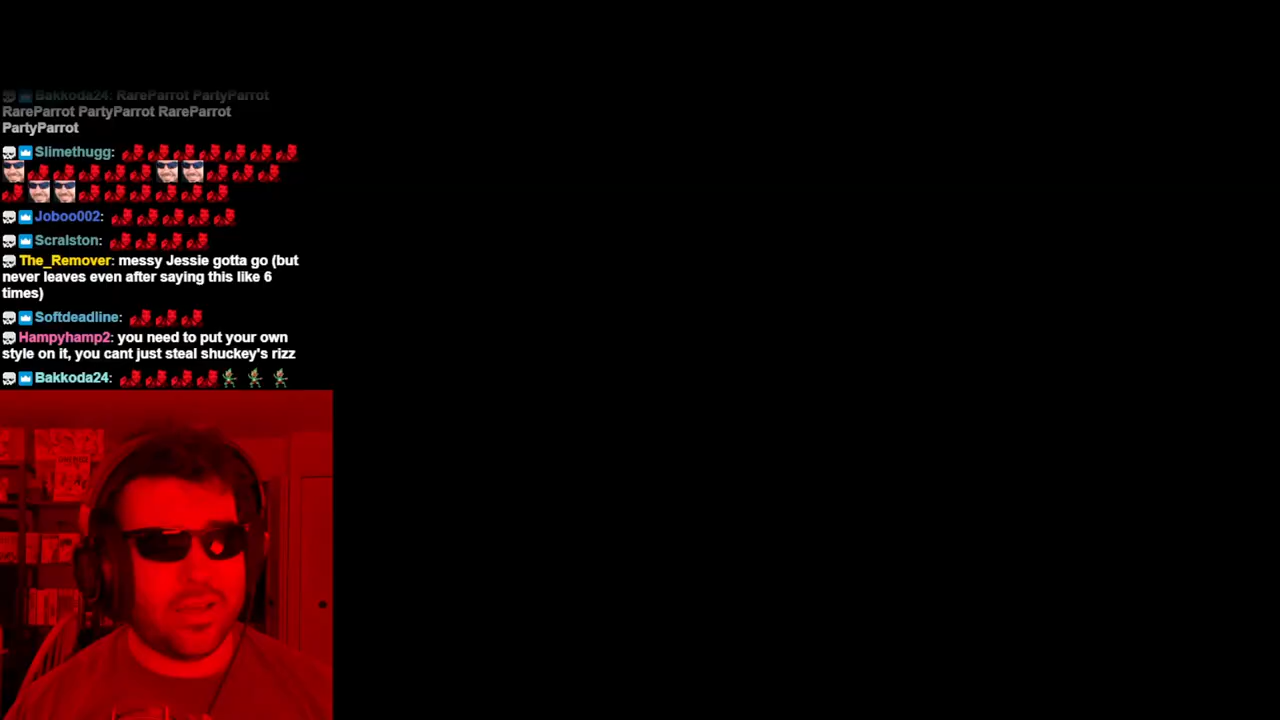 Bakkoda24: RareParrot PartyParrot
RareParrot PartyParrot RareParrot
PartyParrot
Slimethugg:
Joboo002:
Scralston:
The_Remover: messy Jessie gotta go (but
never leaves even after saying this like 6
times)
Softdeadline:
Hampyhamp2: you need to put your own
style on it, you cant just steal shuckey's rizz
Bakkoda24: